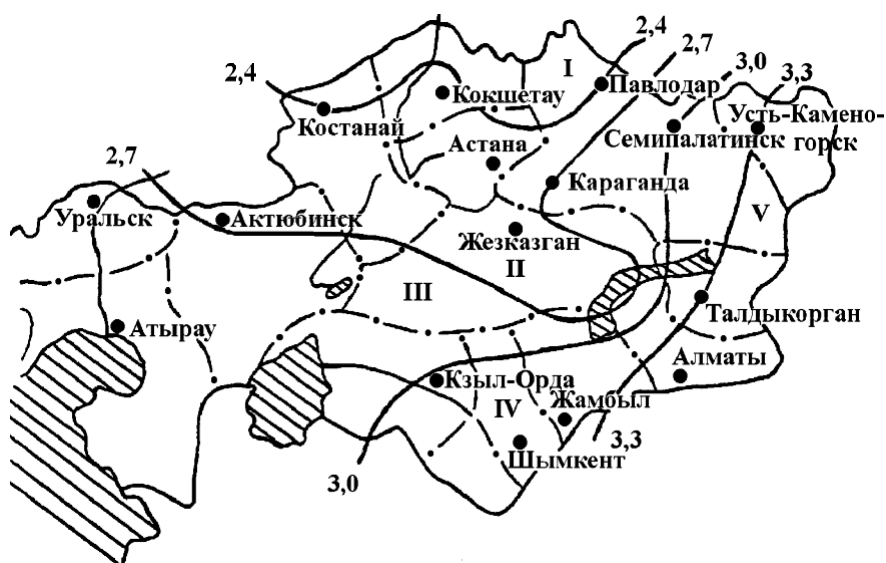 2,4
2,7
3,0
3,3
I
2,4
Павлодар
Кокшетау
Костанай
Усть-Камено-
горск
Семипалатинск
Астана
2,7
Караганда
Уральск
Актюбинск
V
Жезказган
II
III
Талдыкорган
Атырау
Алматы
Кзыл-Орда
Жамбыл
IV
3,3
Шымкент
3,0